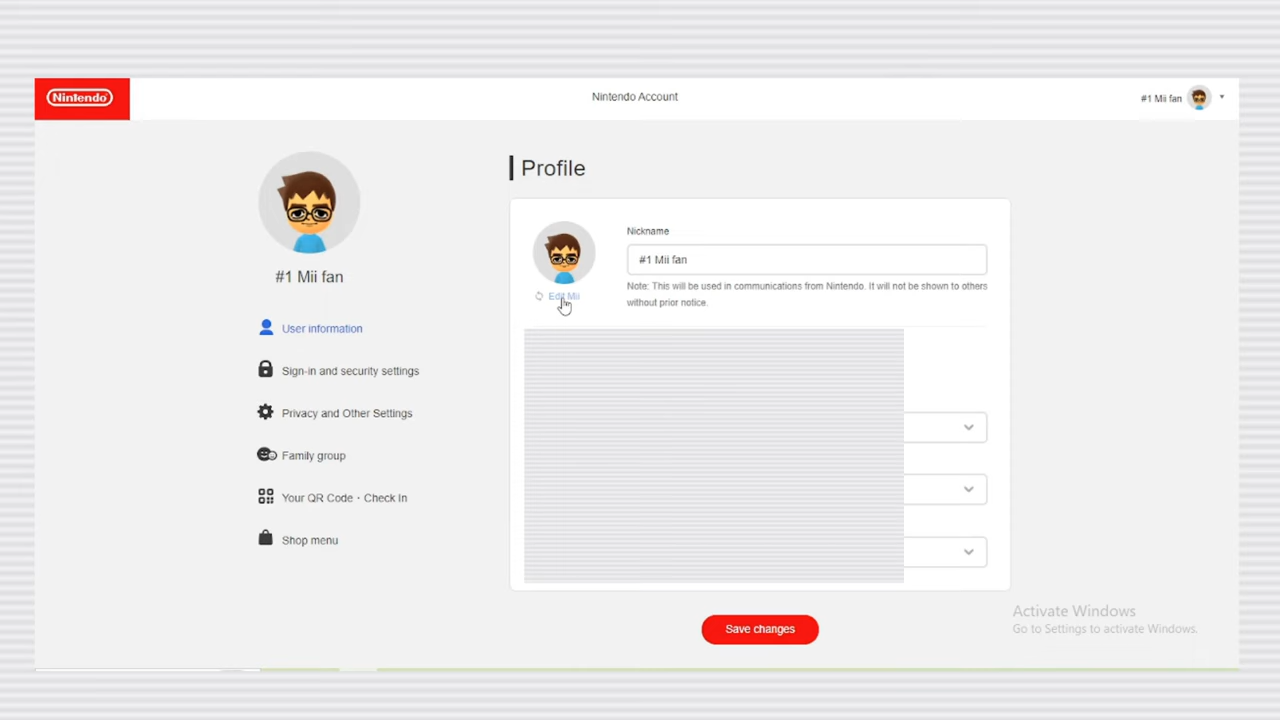 Nintendo
Nintendo Account
#1 Mii fan
Profile
#1 Mii fan
User information
Sign-in and security settings
Privacy and Other Settings
Family group
Your QR Code・Check In
Shop menu
Edit Mii
Nickname
#1 Mii fan
Note: This will be used in communications from Nintendo. It will not be shown to others
without prior notice.
Save changes
Activate Windows
Go to Settings to activate Windows.